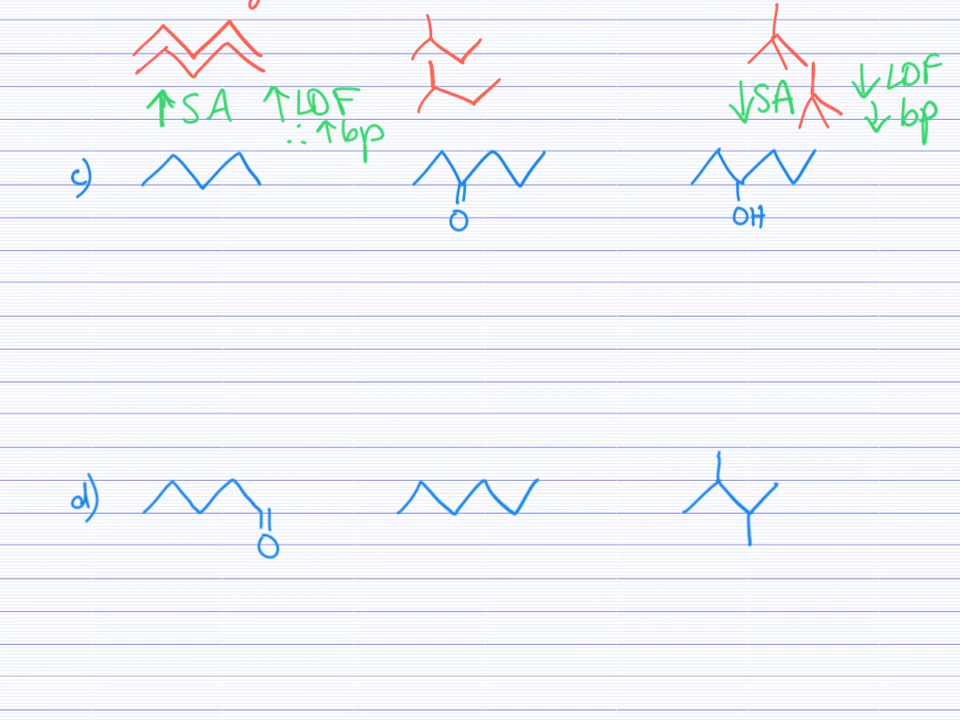 ↑SA ↑LDF
∴ ↑bp
↓SA ↓LDF
↓ bp
c)
O
OH
d)
O